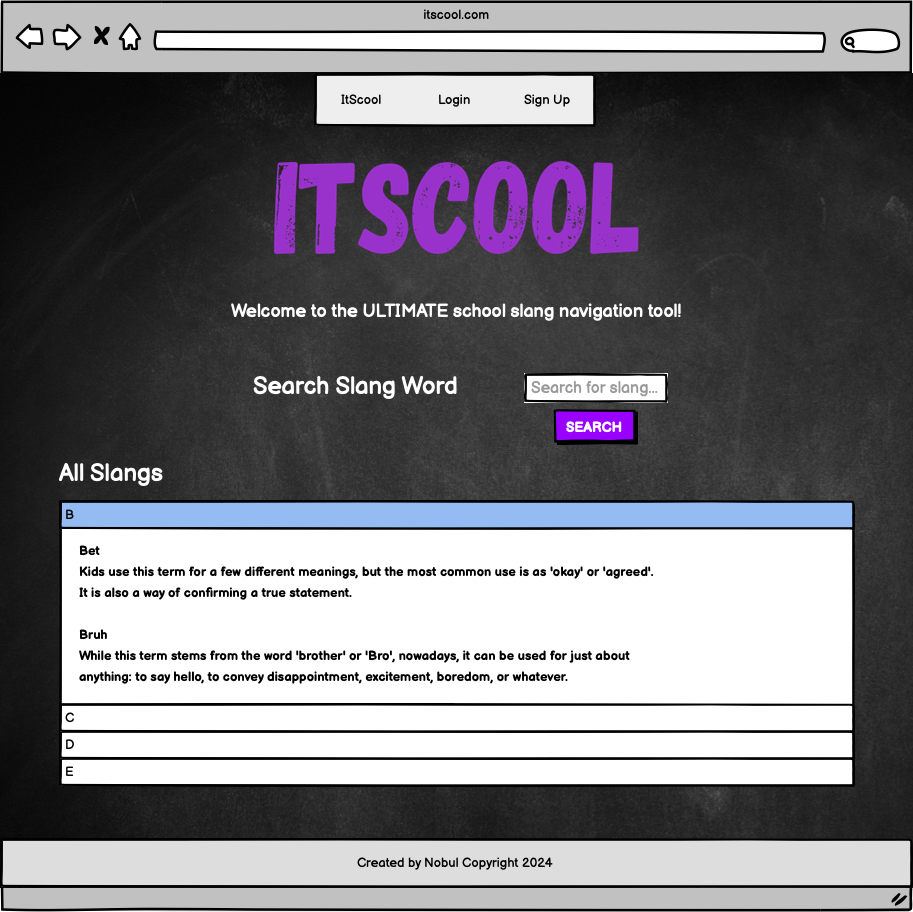 itscool.com
ItScool
Login
Sign Up
ITSCOOL
Welcome to the ULTIMATE school slang navigation tool!
Search Slang Word
Search for slang...
SEARCH
All Slangs
B
Bet
Kids use this term for a few different meanings, but the most common use is as 'okay' or 'agreed'.
It is also a way of confirming a true statement.
Bruh
While this term stems from the word 'brother' or 'Bro', nowadays, it can be used for just about
anything: to say hello, to convey disappointment, excitement, boredom, or whatever.
C
D
E
Created by Nobul Copyright 2024